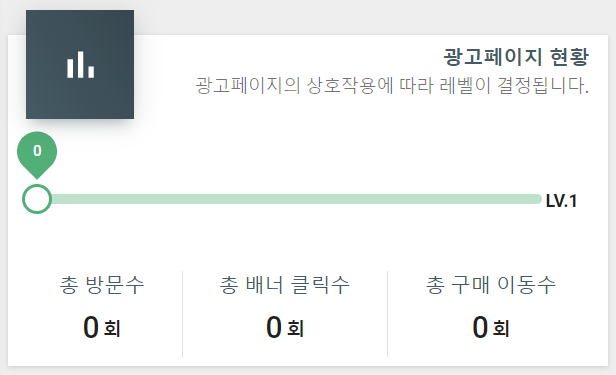 광고페이지 현황
광고페이지의 상호작용에 따라 레벨이 결정됩니다.
0
LV.1
총 방문수
0 회
총 배너 클릭수
0 회
총 구매 이동수
0 회